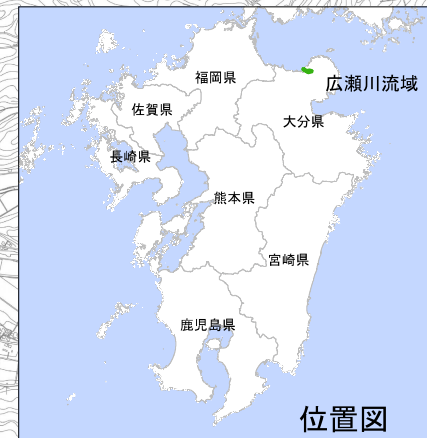 福岡県
広瀬川流域
佐賀県
大分県
長崎県
熊本県
宮崎県
鹿児島県
位置図